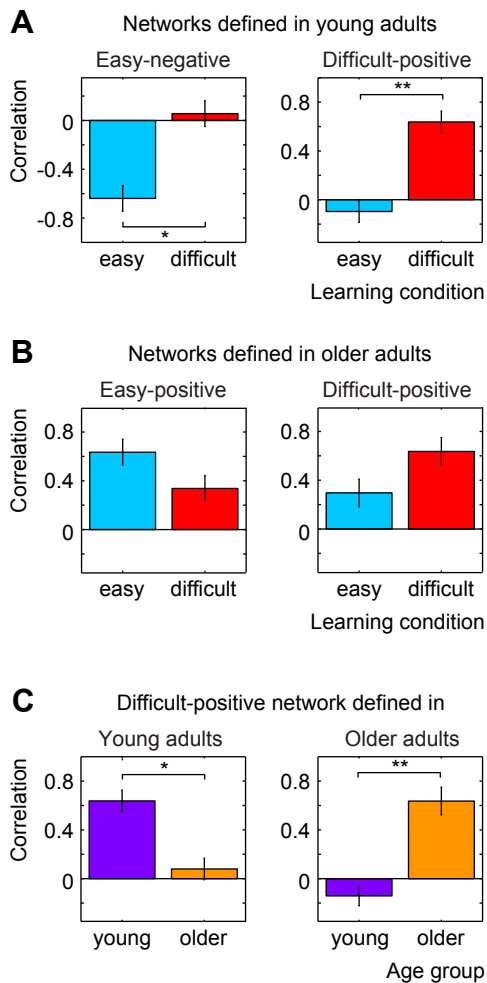 A Networks defined in young adults
Easy-negative Difficult-positive
Correlation
0
-0.4
-0.8
*
easy difficult
0.8
0.4
0
**
easy difficult
Learning condition
B Networks defined in older adults
Easy-positive Difficult-positive
Correlation
0.8
0.4
0
easy difficult
0.8
0.4
0
easy difficult
Learning condition
C Difficult-positive network defined in
Young adults Older adults
Correlation
0.8
0.4
0
*
young older
0.8
0.4
0
**
young older
Age group